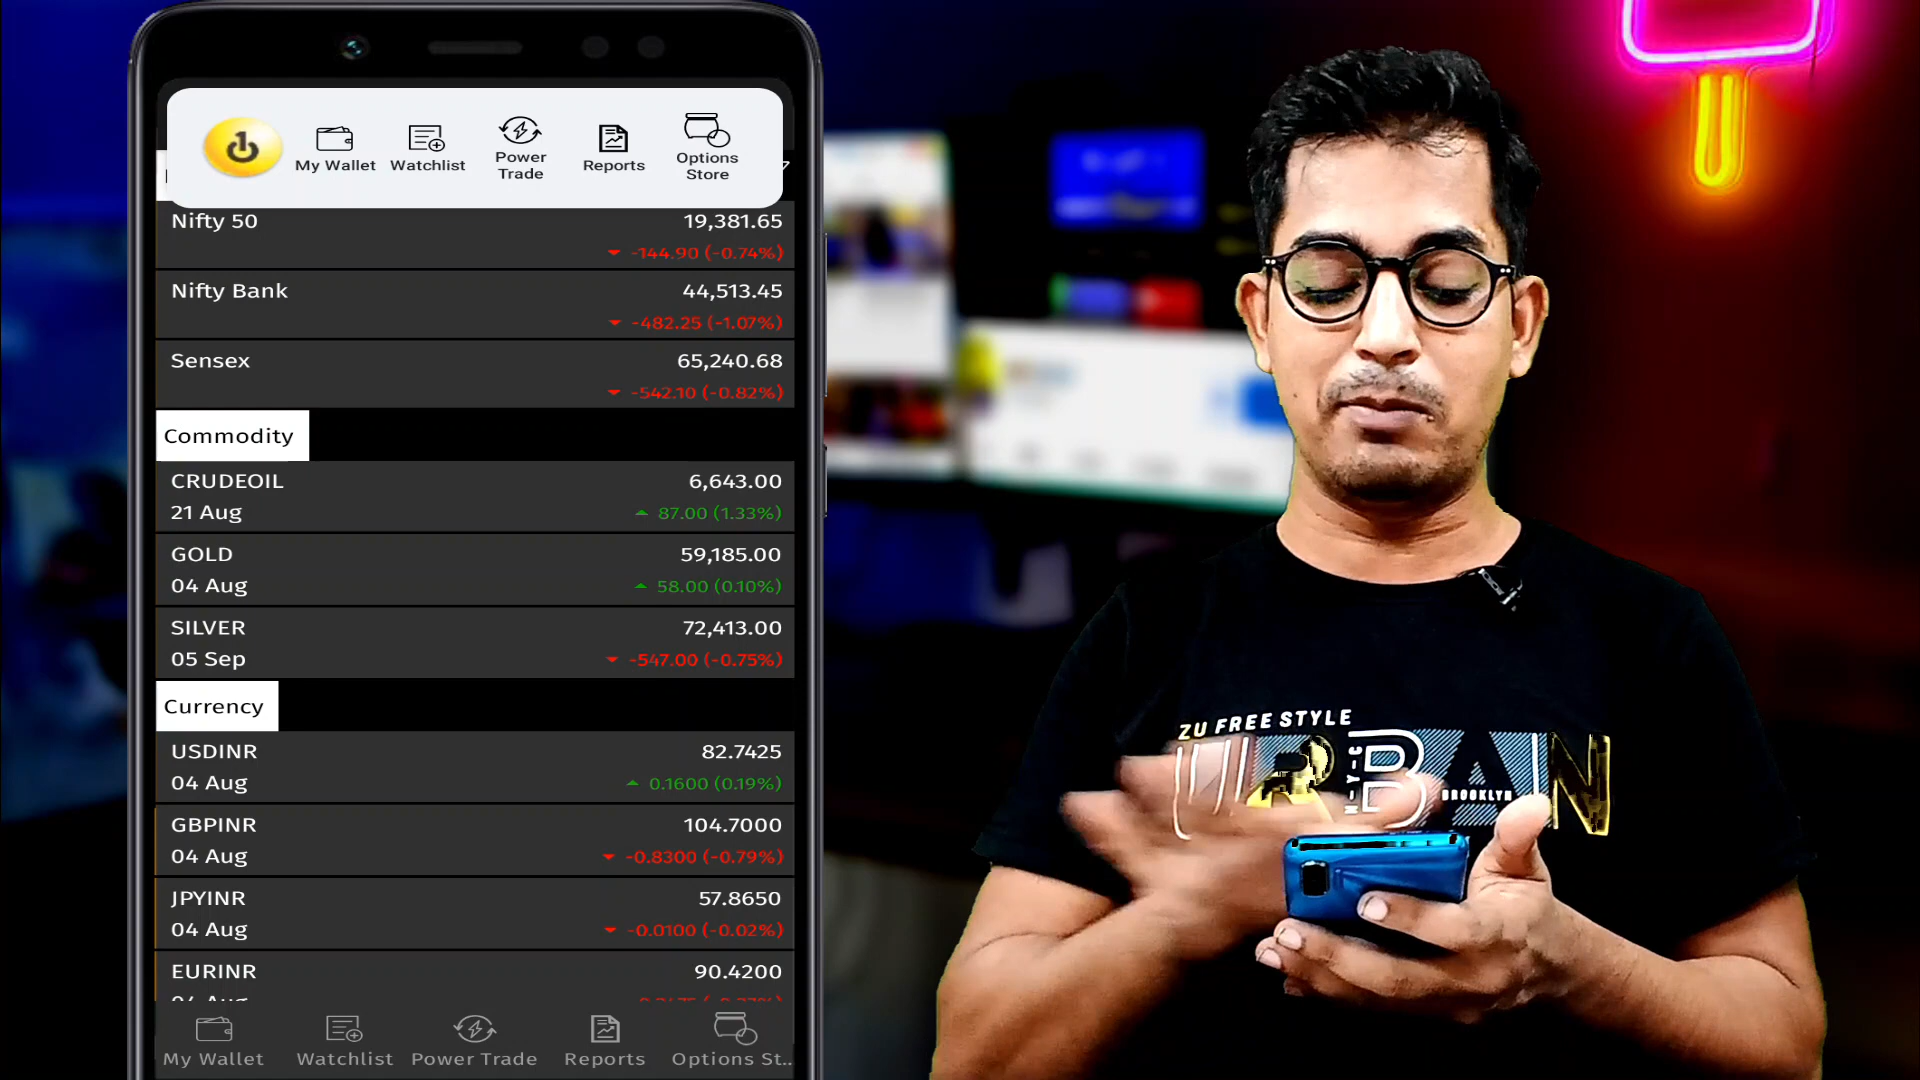 My Wallet
Watchlist
Power
Trade
Reports
Options
Store
Nifty 50 19,381.65
-144.90 (-0.74%)
Nifty Bank 44,513.45
-482.25 (-1.07%)
Sensex 65,240.68
-542.10 (-0.82%)
Commodity
CRUDEOIL 6,643.00
21 Aug 87.00 (1.33%)
GOLD 59,185.00
04 Aug 58.00 (0.10%)
SILVER 72,413.00
05 Sep -547.00 (-0.75%)
Currency
USDINR 82.7425
04 Aug 0.1600 (0.19%)
GBPINR 104.7000
04 Aug -0.8300 (-0.79%)
JPYINR 57.8650
04 Aug -0.0100 (-0.02%)
EURINR 90.4200
My Wallet Watchlist Power Trade Reports Options St..
ZU FREE STYLE
URBAN
N-Y-C
BROOKLYN